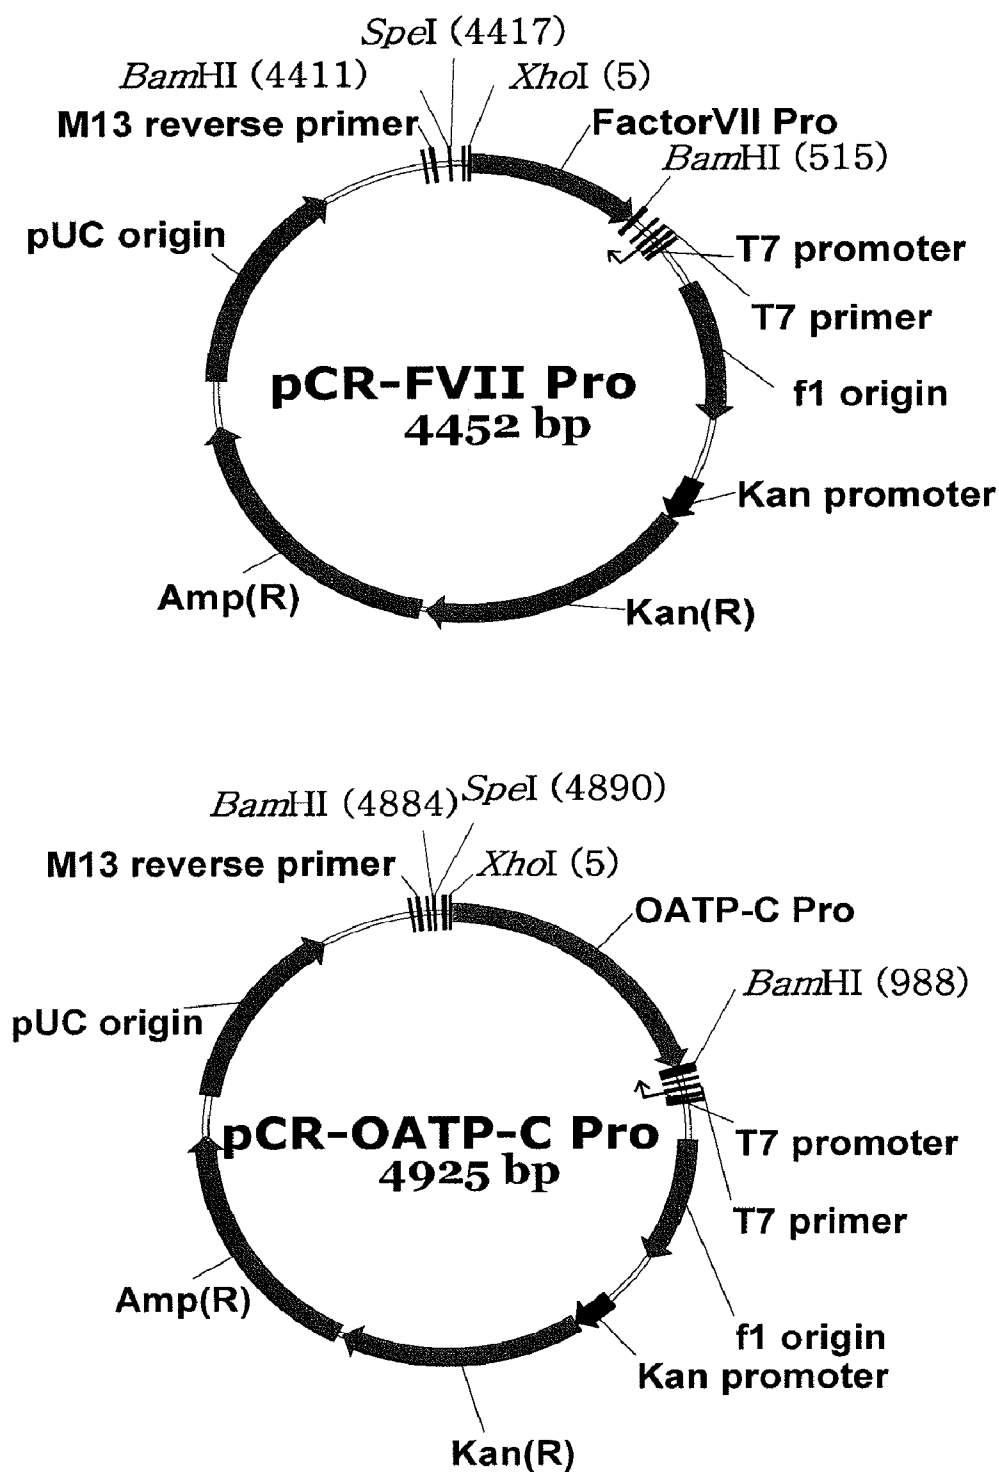 SpeI (4417)
BamHI (4411)
XhoI (5)
M13 reverse primer
FactorVII Pro
BamHI (515)
pUC origin
T7 promoter
T7 primer
pCR-FVII Pro
4452 bp
f1 origin
Kan promoter
Amp(R)
Kan(R)
BamHI (4884)
SpeI (4890)
M13 reverse primer
XhoI (5)
OATP-C Pro
BamHI (988)
pUC origin
pCR-OATP-C Pro
4925 bp
T7 promoter
T7 primer
Amp(R)
f1 origin
Kan promoter
Kan(R)